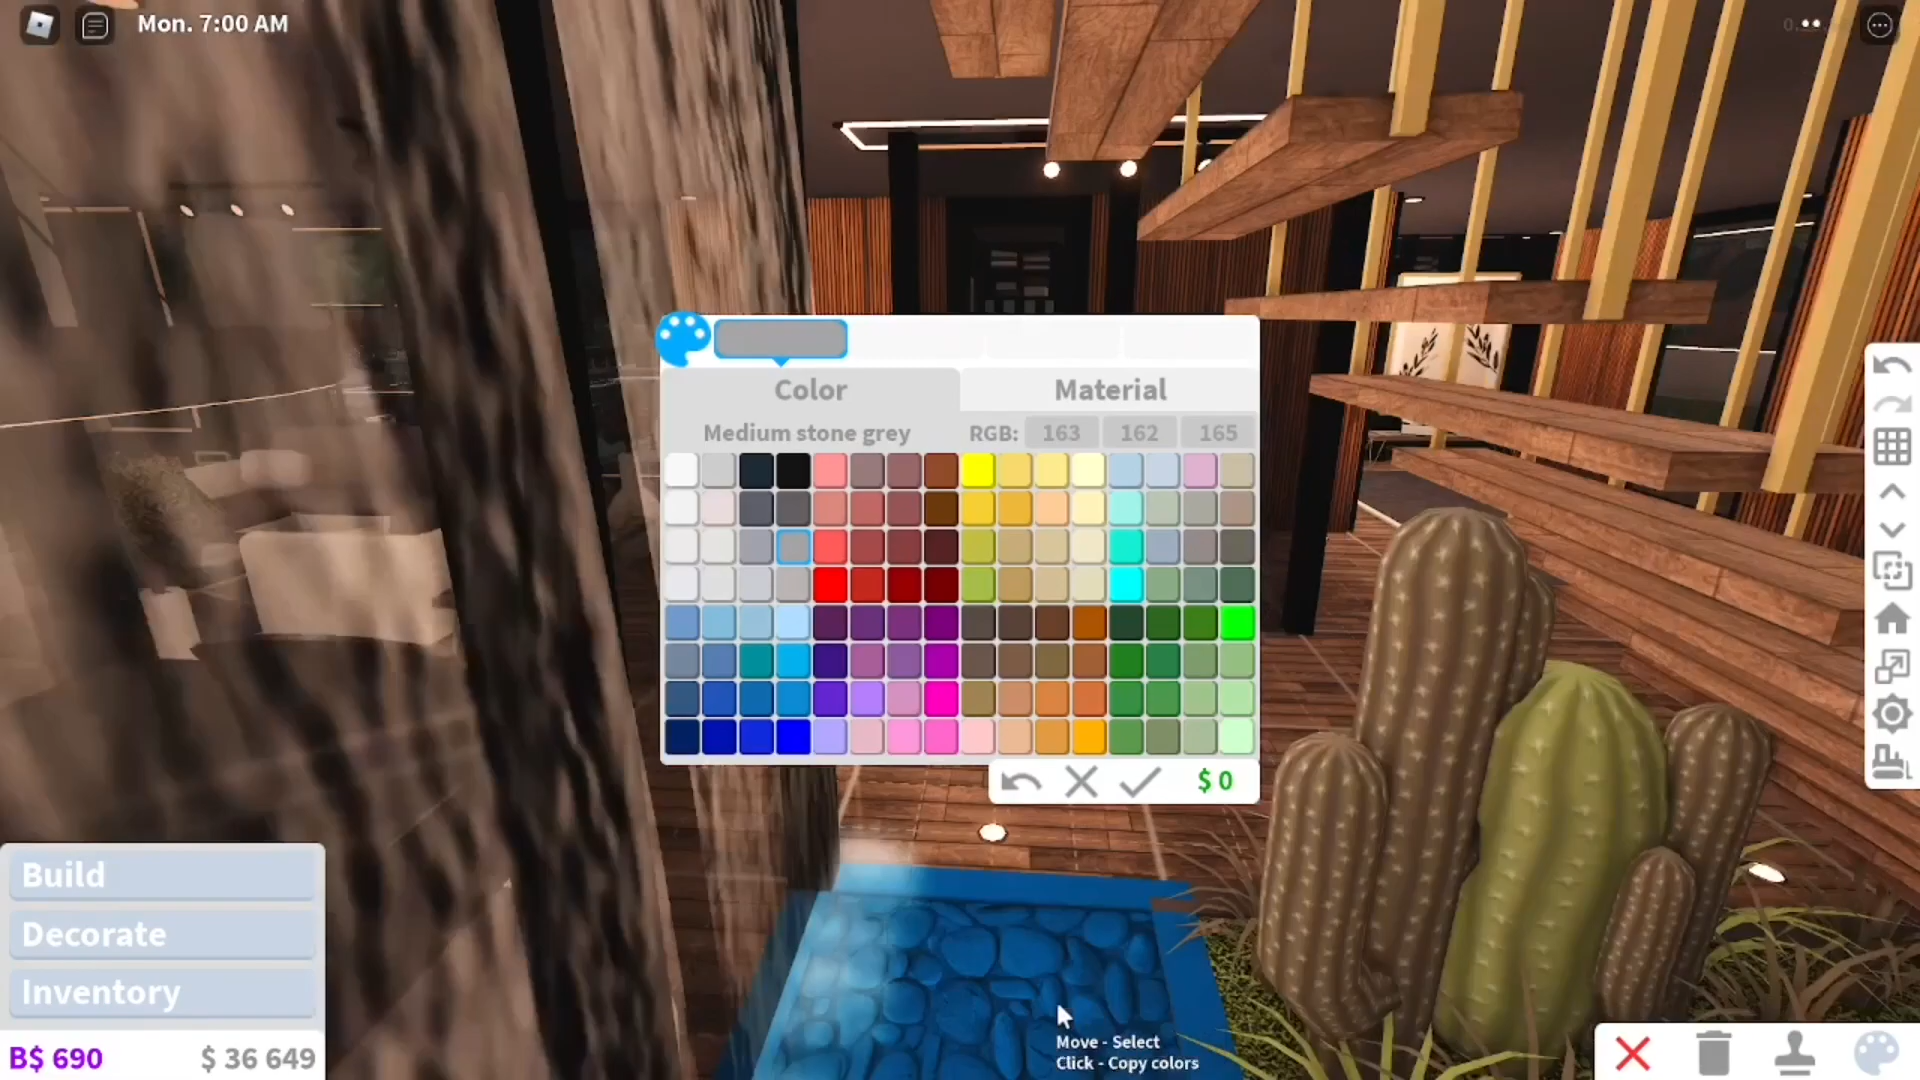 Mon. 7:00 AM
Color
Material
Medium stone grey
RGB: 163 162 165
$ 0
Build
Decorate
Inventory
B$ 690
$ 36 649
Move - Select
Click - Copy colors